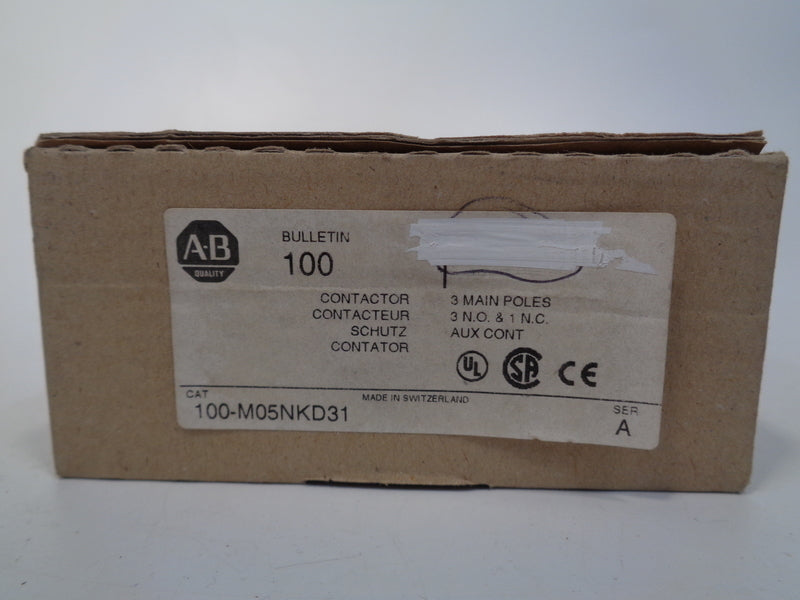 A-B
QUALITY
BULLETIN
100
CONTACTOR 3 MAIN POLES
CONTACTEUR 3 N.O. & 1 N.C.
SCHUTZ AUX CONT
CONTATOR
UL SA CE
CAT MADE IN SWITZERLAND SER
100-M05NKD31 A